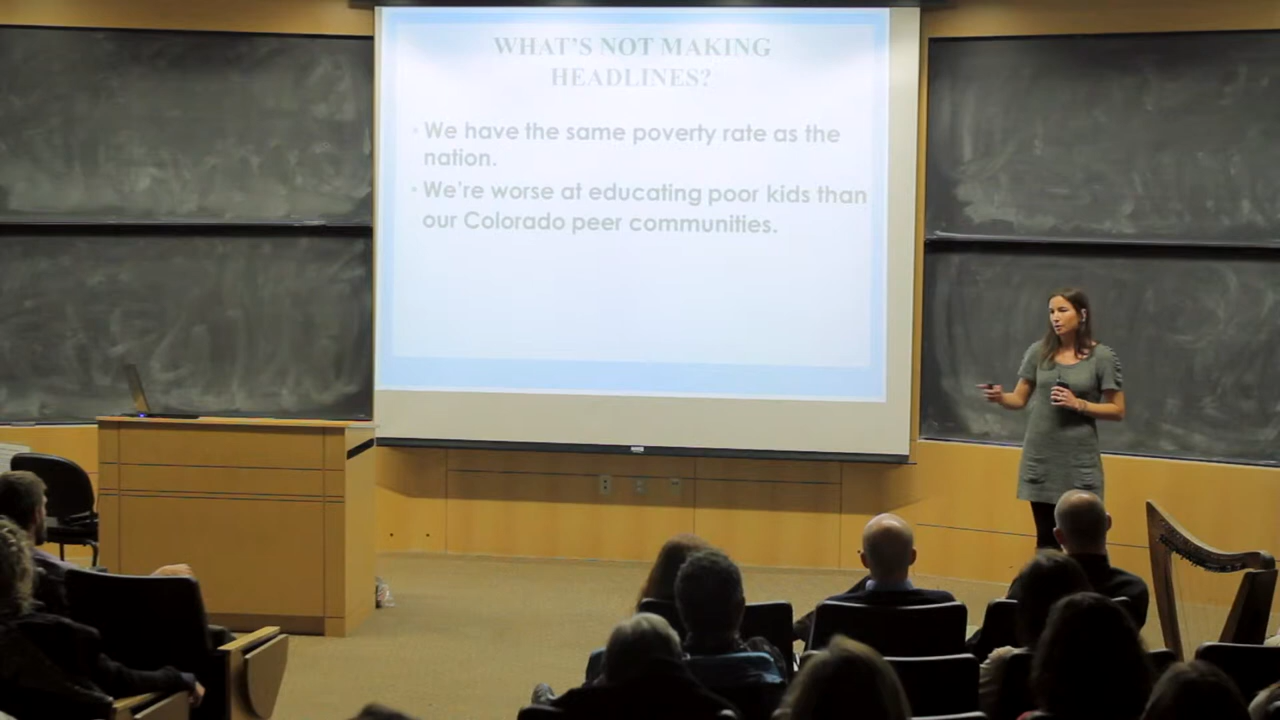 WHAT'S NOT MAKING
HEADLINES?
• We have the same poverty rate as the
nation.
• We're worse at educating poor kids than
our Colorado peer communities.